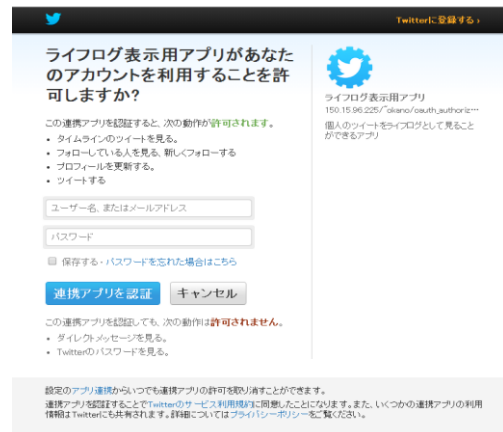 Twitterに登録する ›
ライフログ表示用アプリがあなた
のアカウントを利用することを許
可しますか?
この連携アプリを認証すると、次の動作が許可されます。
・ タイムラインのツイートを見る。
・ フォローしている人を見る、新しくフォローする
・ プロフィールを更新する。
・ ツイートする
ユーザー名、またはメールアドレス
パスワード
保存する・パスワードを忘れた場合はこちら
連携アプリを認証 キャンセル
この連携アプリを認証しても、次の動作は許可されません。
・ ダイレクトメッセージを見る。
・ Twitterのパスワードを見る。
ライフログ表示用アプリ
150.15.96.225/~okano/oauth_authoriz…
個人のツイートをライフログとして見ること
ができるアプリ
設定のアプリ連携からいつでも連携アプリの許可を取り消すことができます。
連携アプリを認証することでTwitterのサービス利用規約に同意したことになります。また、いくつかの連携アプリの利用
情報はTwitterにも共有されます。詳細についてはプライバシーポリシーをご覧ください。